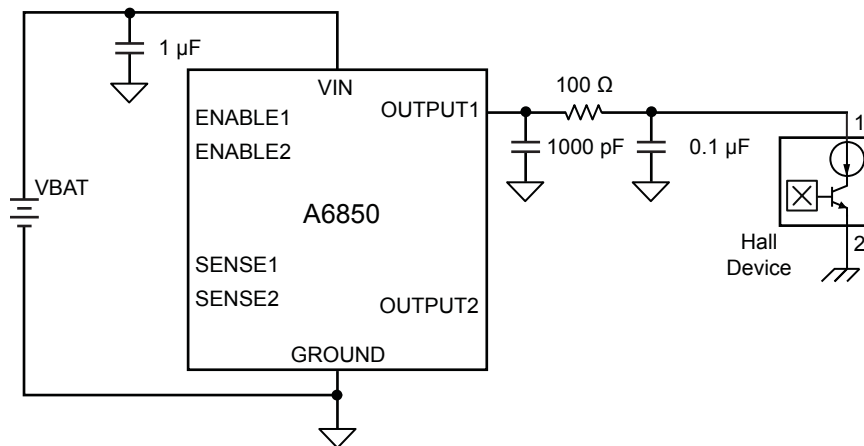 1 µF
VIN
100 Ω
OUTPUT1
ENABLE1
ENABLE2
1000 pF
0.1 µF
1
VBAT
A6850
2
Hall
Device
SENSE1
SENSE2
OUTPUT2
GROUND